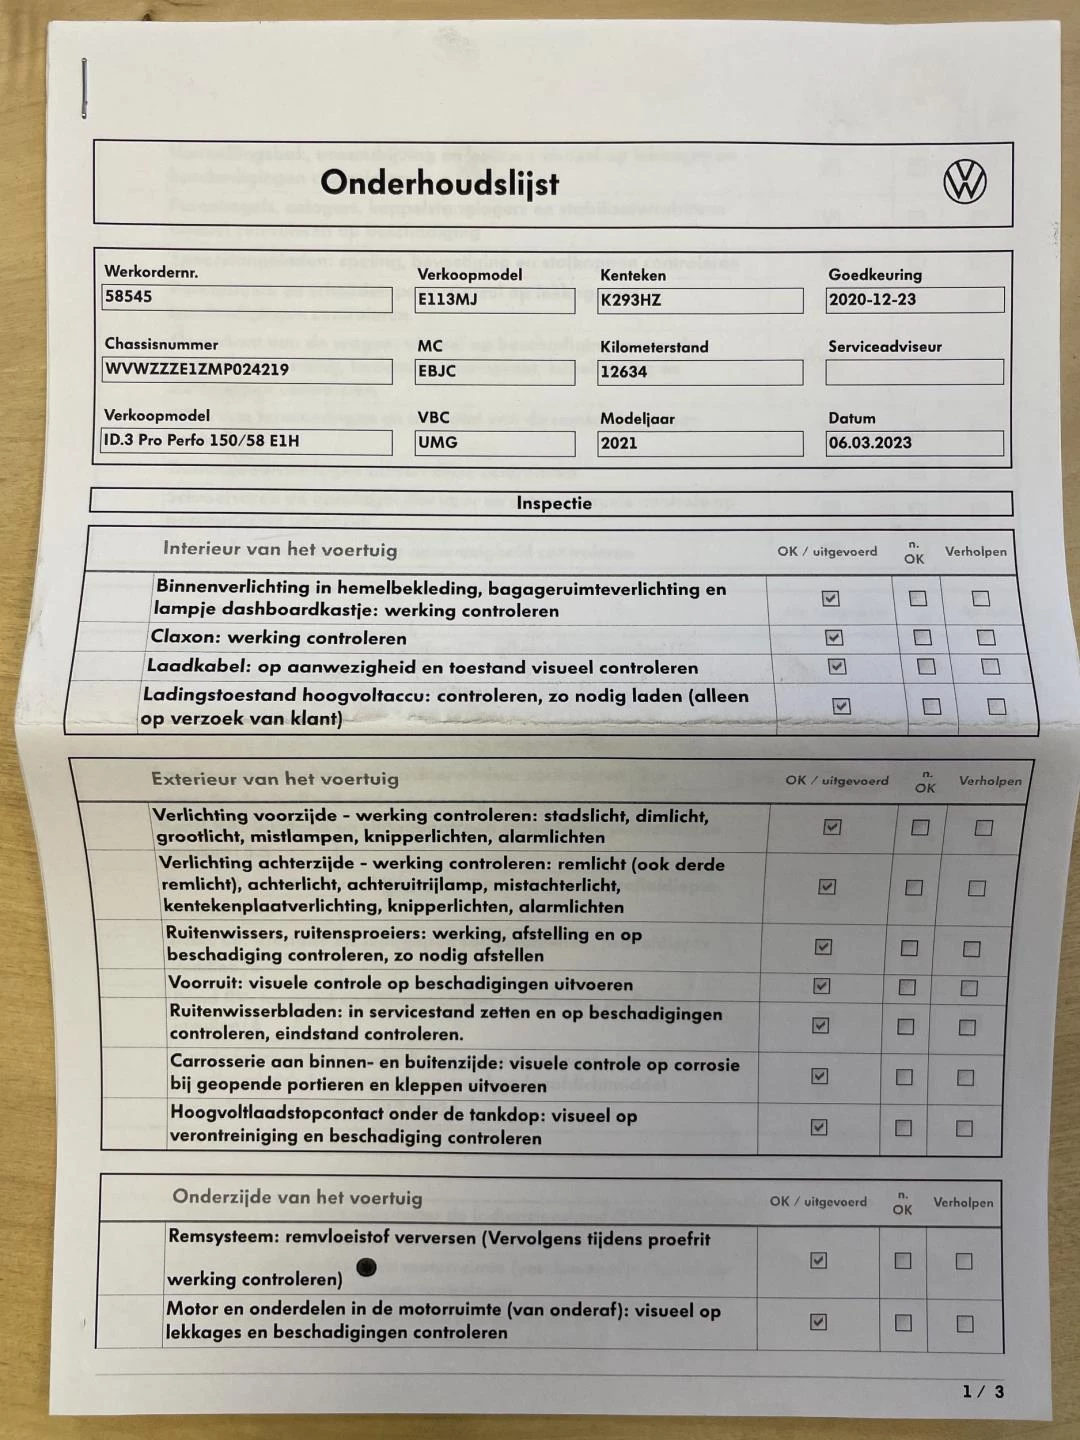 Onderhoudslijst
Werkordernr. Verkoopmodel Kenteken Goedkeuring
58545 E113MJ K293HZ 2020-12-23
Chassisnummer MC Kilometerstand Serviceadviseur
WVWZZZE1ZMP024219 EBJC 12634
Verkoopmodel VBC Modeljaar Datum
ID.3 Pro Perfo 150/58 E1H UMG 2021 06.03.2023
Inspectie
Interieur van het voertuig OK / uitgevoerd n. OK Verholpen
Binnenverlichting in hemelbekleding, bagageruimteverlichting en
lampje dashboardkastje: werking controleren
Claxon: werking controleren
Laadkabel: op aanwezigheid en toestand visueel controleren
Ladingstoestand hoogvoltaccu: controleren, zo nodig laden (alleen
op verzoek van klant)
Exterieur van het voertuig OK / uitgevoerd n. OK Verholpen
Verlichting voorzijde - werking controleren: stadslicht, dimlicht,
grootlicht, mistlampen, knipperlichten, alarmlichten
Verlichting achterzijde - werking controleren: remlicht (ook derde
remlicht), achterlicht, achteruitrijlamp, mistachterlicht,
kentekenplaatverlichting, knipperlichten, alarmlichten
Ruitenwissers, ruitensproeiers: werking, afstelling en op
beschadiging controleren, zo nodig afstellen
Voorruit: visuele controle op beschadigingen uitvoeren
Ruitenwisserbladen: in servicestand zetten en op beschadigingen
controleren, eindstand controleren.
Carrosserie aan binnen- en buitenzijde: visuele controle op corrosie
bij geopende portieren en kleppen uitvoeren
Hoogvoltlaadstopcontact onder de tankdop: visueel op
verontreiniging en beschadiging controleren
Onderzijde van het voertuig OK / uitgevoerd n. OK Verholpen
Remsysteem: remvloeistof verversen (Vervolgens tijdens proefrit
werking controleren)
Motor en onderdelen in de motorruimte (van onderaf): visueel op
lekkages en beschadigingen controleren
1 / 3